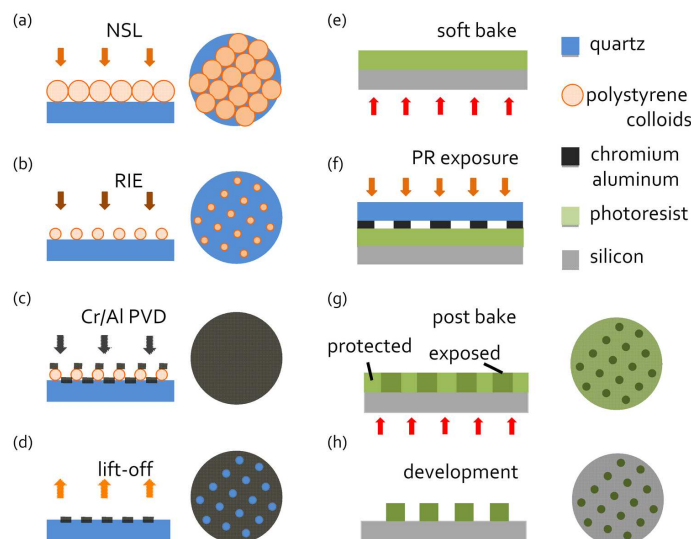 (a)
NSL
(b)
RIE
(c)
Cr/Al PVD
(d)
lift-off
(e)
soft bake
(f)
PR exposure
(g)
post bake
protected
exposed
(h)
development
quartz
polystyrene
colloids
chromium
aluminum
photoresist
silicon